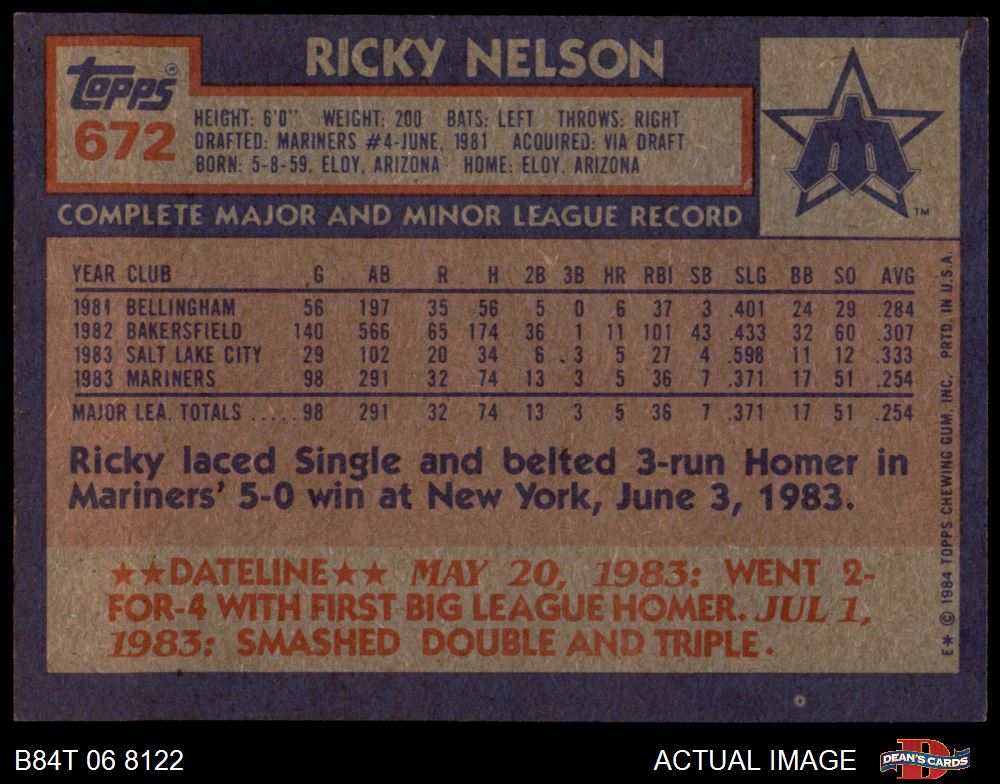 RICKY NELSON
Topps®
672
HEIGHT: 6'0" WEIGHT: 200 BATS: LEFT THROWS: RIGHT
DRAFTED: MARINERS #4-JUNE, 1981 ACQUIRED: VIA DRAFT
BORN: 5-8-59, ELOY, ARIZONA HOME: ELOY, ARIZONA
TM
COMPLETE MAJOR AND MINOR LEAGUE RECORD
YEAR CLUB G AB R H 2B 3B HR RBI SB SLG BB SO AVG
1981 BELLINGHAM 56 197 35 56 5 0 6 37 3 .401 24 29 .284
1982 BAKERSFIELD 140 566 65 174 36 1 11 101 43 .433 32 60 .307
1983 SALT LAKE CITY 29 102 20 34 6 3 5 27 4 .598 11 12 .333
1983 MARINERS 98 291 32 74 13 3 5 36 7 .371 17 51 .254
MAJOR LEA. TOTALS ..... 98 291 32 74 13 3 5 36 7 .371 17 51 .254
Ricky laced Single and belted 3-run Homer in
Mariners' 5-0 win at New York, June 3, 1983.
★★DATELINE★★ MAY 20, 1983: WENT 2-
FOR-4 WITH FIRST BIG LEAGUE HOMER. JUL 1,
1983: SMASHED DOUBLE AND TRIPLE.
E✱ © 1984 TOPPS CHEWING GUM, INC. PRTD. IN U.S.A.
B84T 06 8122
ACTUAL IMAGE
D
DEAN'S CARDS